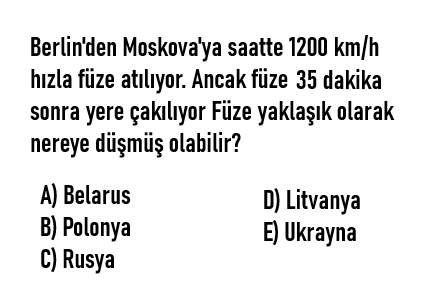 Berlin'den Moskova'ya saatte 1200 km/h
hızla füze atılıyor. Ancak füze 35 dakika
sonra yere çakılıyor Füze yaklaşık olarak
nereye düşmüş olabilir?
A) Belarus
B) Polonya
C) Rusya
D) Litvanya
E) Ukrayna